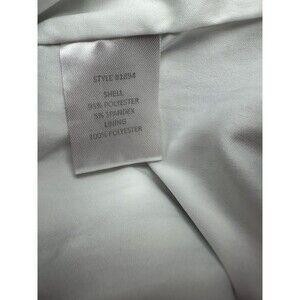 STYLE #1894
SHELL
95% POLYESTER
5% SPANDEX
LINING
100% POLYESTER